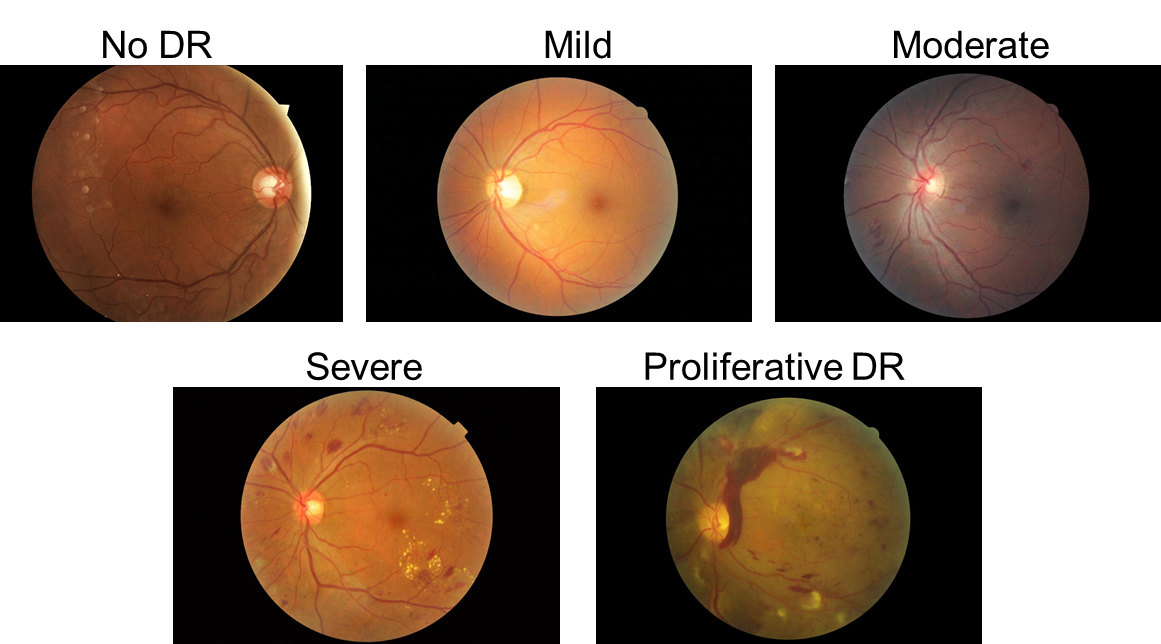 No DR
Mild
Moderate
Severe
Proliferative DR